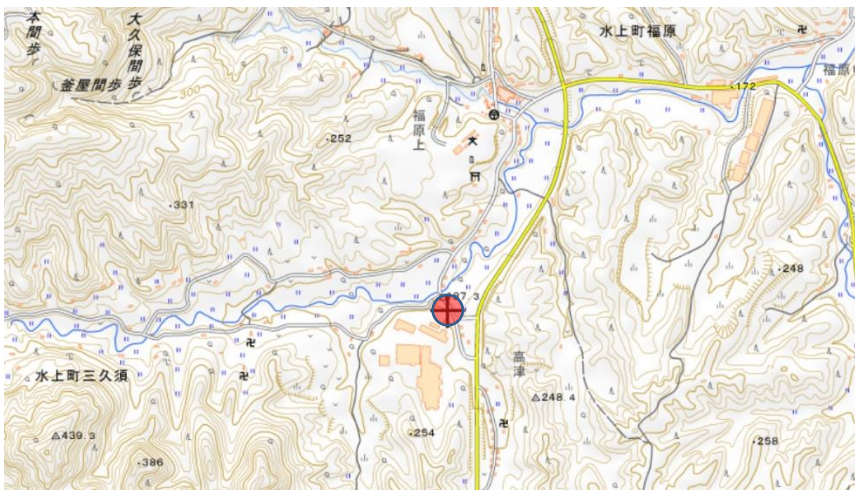 本間歩
大久保間歩
釜屋間歩
300
水上町福原
172
252
福原上
文
331
248
水上町三久須
高津
248.4
439.3
386
254
258